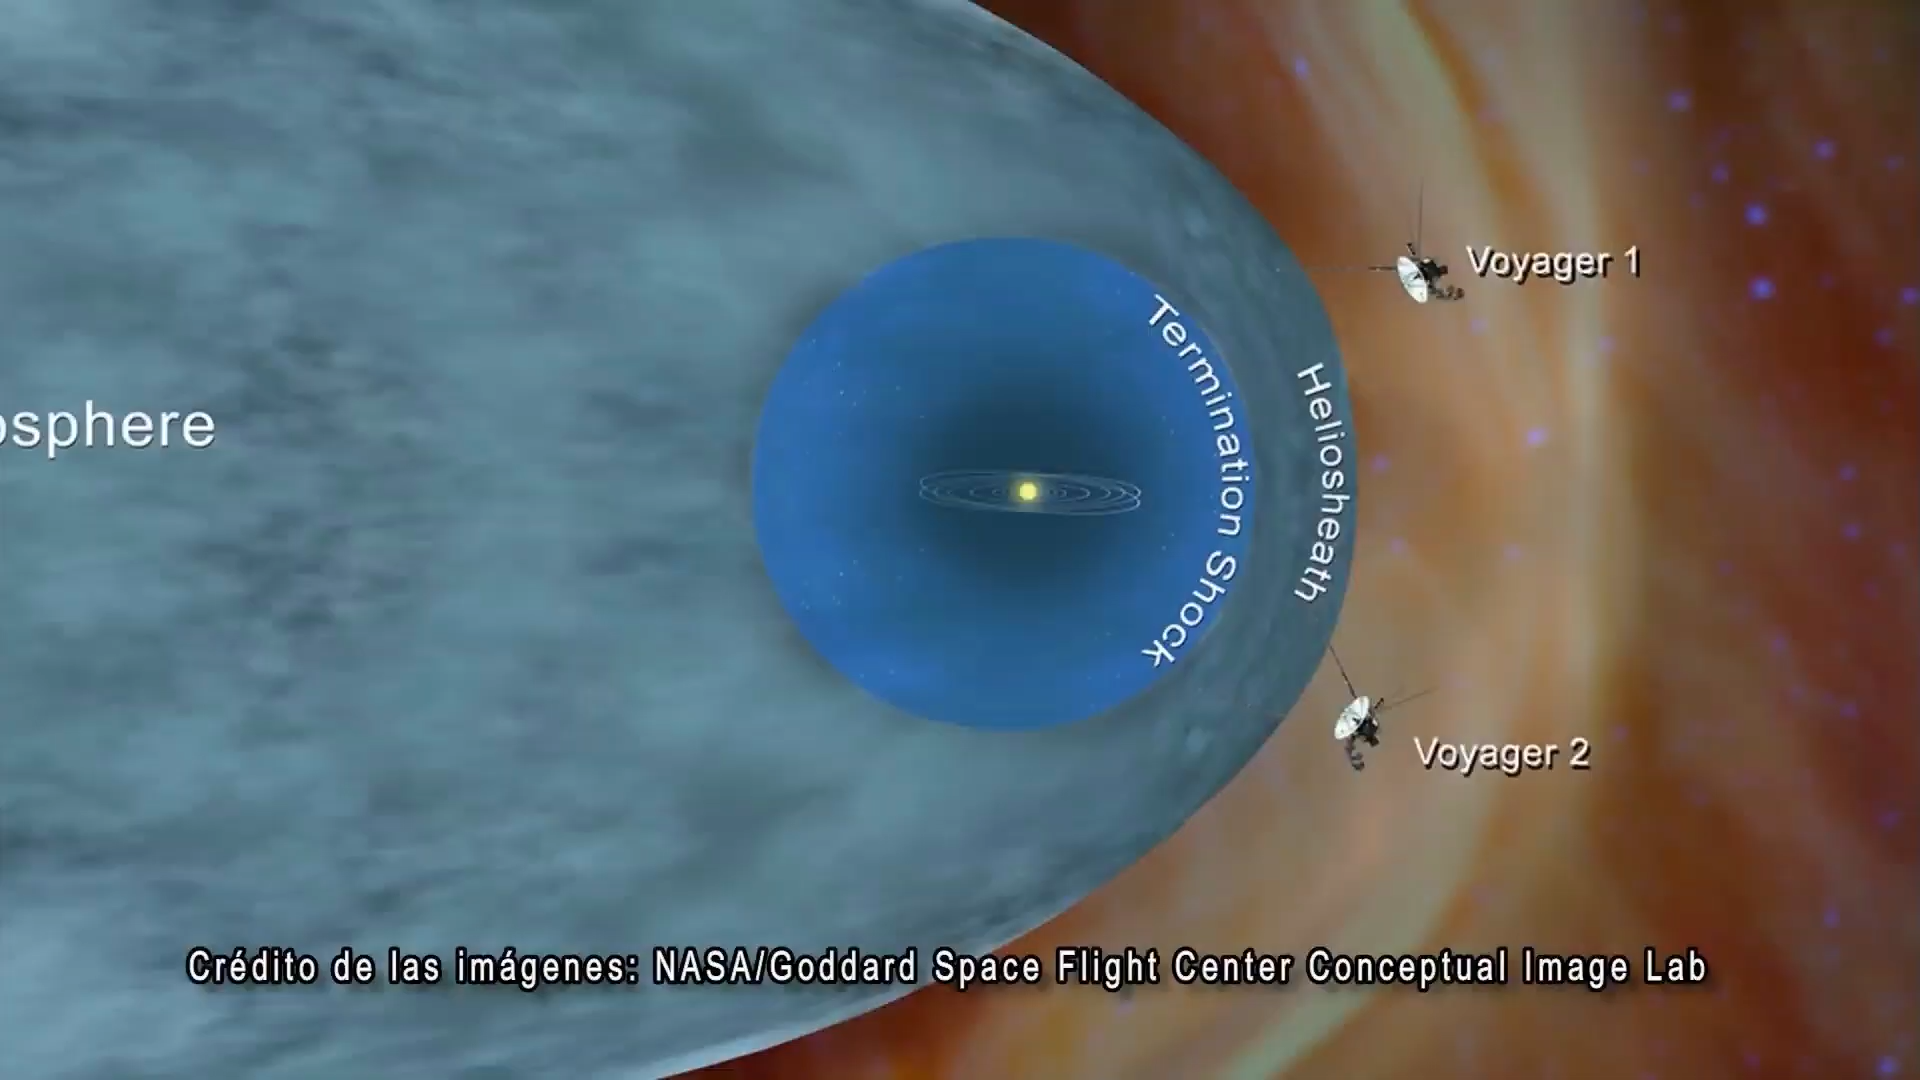 Voyager 1
Termination Shock
Heliosheath
osphere
Voyager 2
Crédito de las imágenes: NASA/Goddard Space Flight Center Conceptual Image Lab